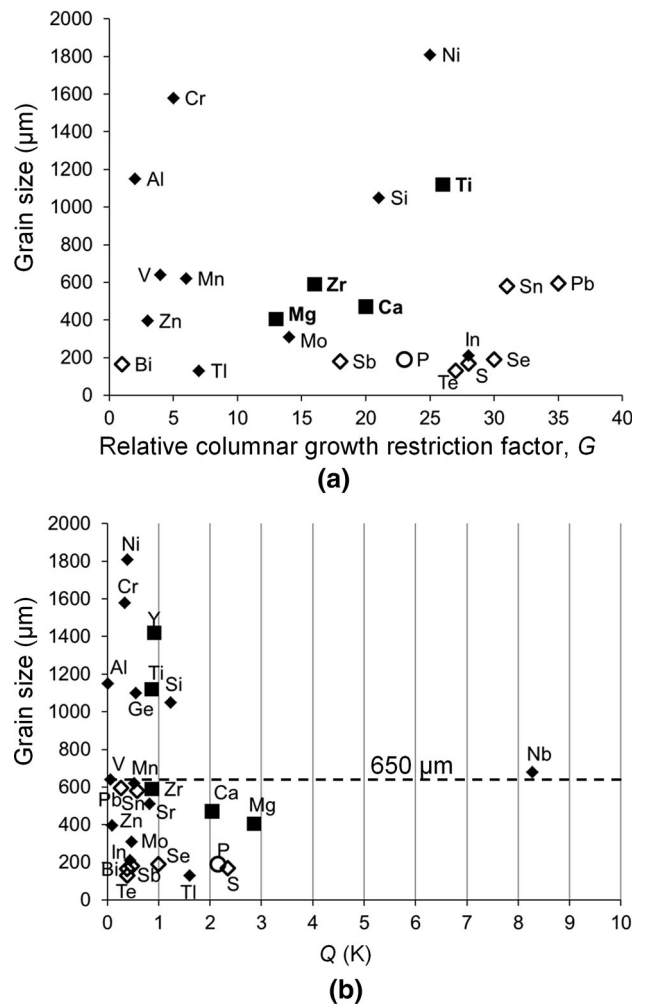 2000
1800
1600
1400
1200
1000
800
600
400
200
0
Grain size (µm)
Ni
Cr
Al
Si
Ti
V
Mn
Zr
Sn
Pb
Zn
Mg
Ca
Mo
Bi
Tl
Sb
P
In
Te
S
Se
0 5 10 15 20 25 30 35 40
Relative columnar growth restriction factor, G
(a)
2000
1800
1600
1400
1200
1000
800
600
400
200
0
Grain size (µm)
Ni
Cr
Y
Al
Ti
Ge
Si
V
Mn
650 µm
Nb
Pb
Sn
Zr
Sr
Ca
Mg
Zn
In
Mo
Bi
Sb
Se
P
S
Te
Tl
0 1 2 3 4 5 6 7 8 9 10
Q (K)
(b)